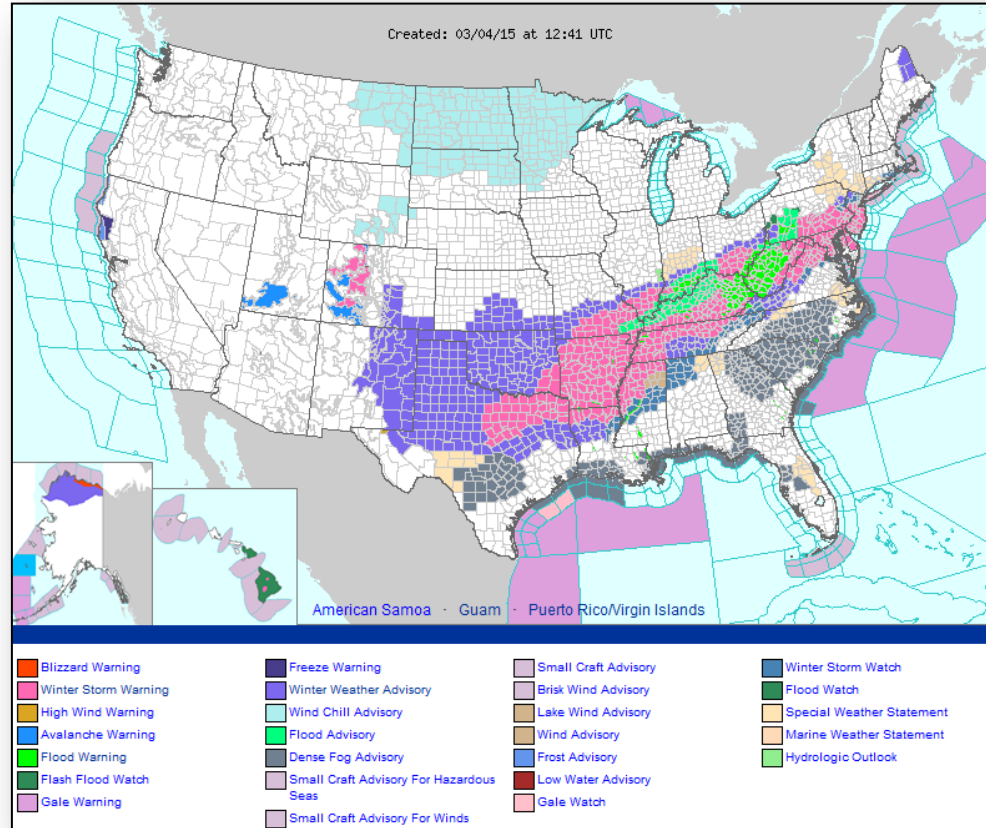 Created: 03/04/15 at 12:41 UTC
American Samoa · Guam · Puerto Rico/Virgin Islands
Blizzard Warning
Winter Storm Warning
High Wind Warning
Avalanche Warning
Flood Warning
Flash Flood Watch
Gale Warning
Freeze Warning
Winter Weather Advisory
Wind Chill Advisory
Flood Advisory
Dense Fog Advisory
Small Craft Advisory For Hazardous
Seas
Small Craft Advisory For Winds
Small Craft Advisory
Brisk Wind Advisory
Lake Wind Advisory
Wind Advisory
Frost Advisory
Low Water Advisory
Gale Watch
Winter Storm Watch
Flood Watch
Special Weather Statement
Marine Weather Statement
Hydrologic Outlook